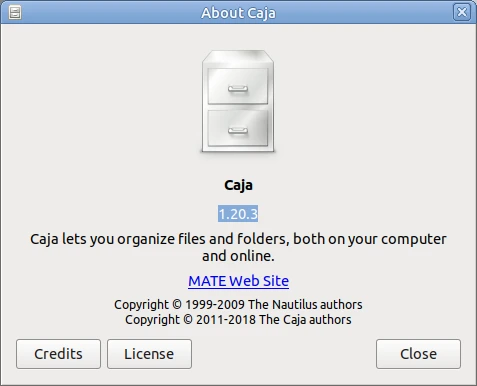 About Caja
Caja
1.20.3
Caja lets you organize files and folders, both on your computer
and online.
MATE Web Site
Copyright © 1999-2009 The Nautilus authors
Copyright © 2011-2018 The Caja authors
Credits
License
Close